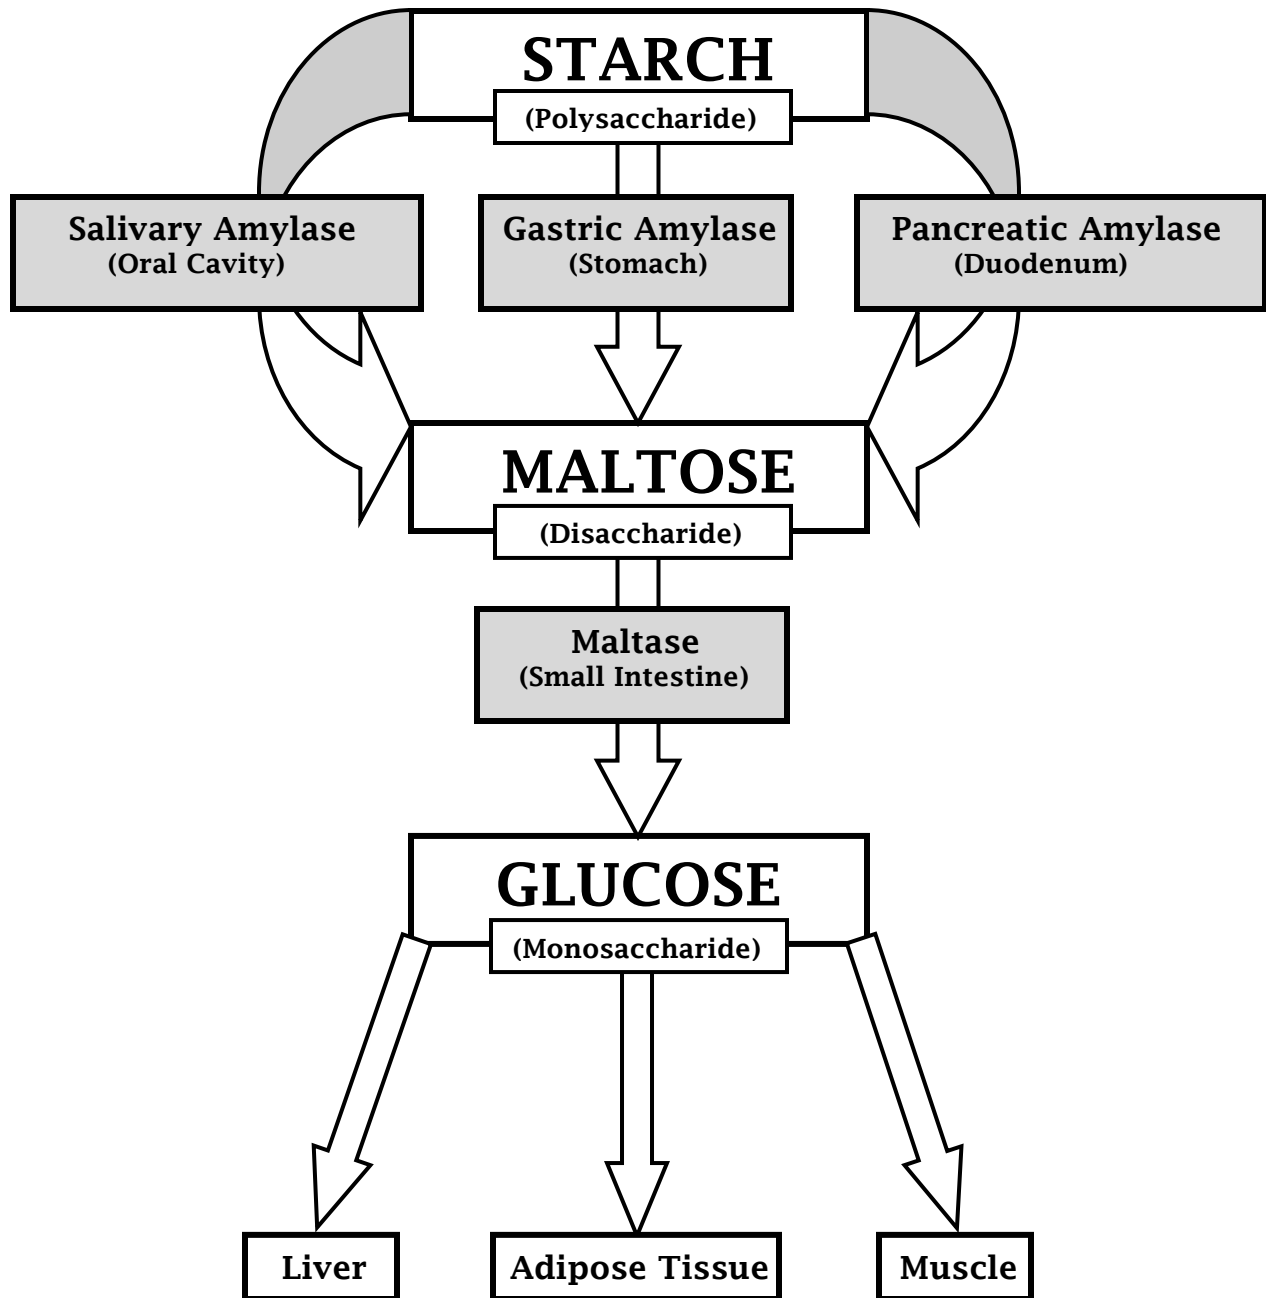 STARCH
(Polysaccharide)
Salivary Amylase
(Oral Cavity)
Gastric Amylase
(Stomach)
Pancreatic Amylase
(Duodenum)
MALTOSE
(Disaccharide)
Maltase
(Small Intestine)
GLUCOSE
(Monosaccharide)
Liver
Adipose Tissue
Muscle